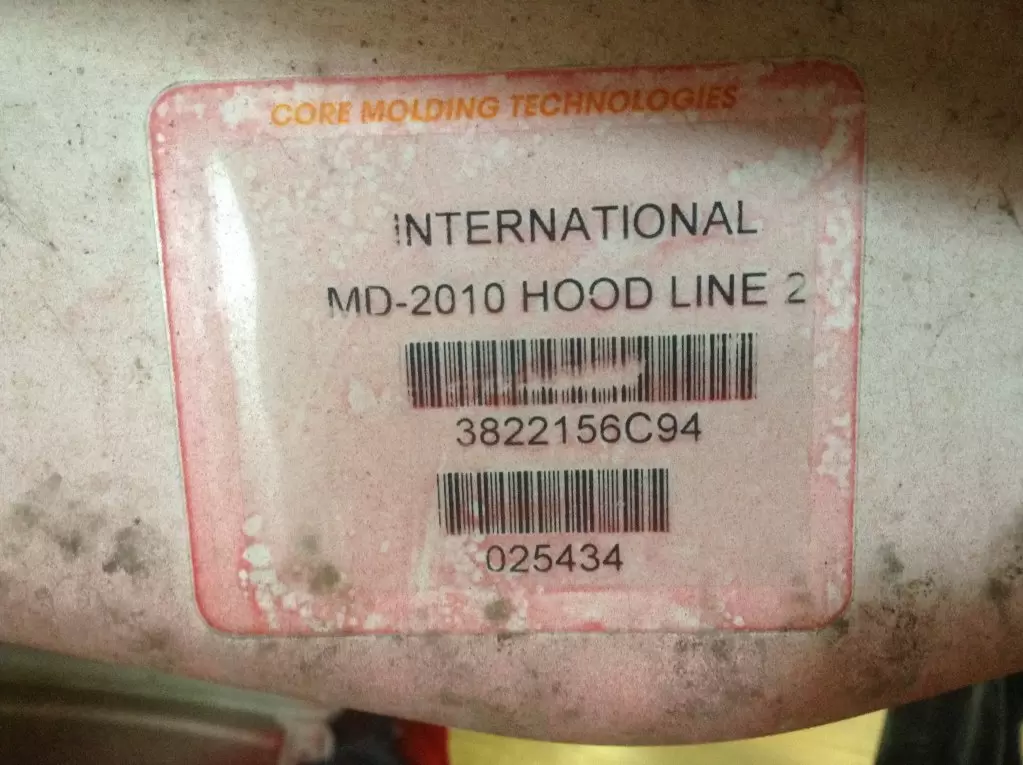 CORE MOLDING TECHNOLOGIES
INTERNATIONAL
MD-2010 HOOD LINE 2
3822156C94
025434